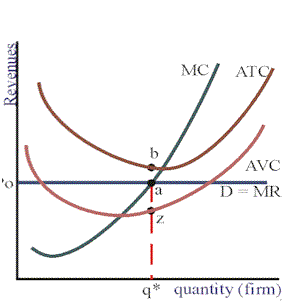 Revenues
MC
ATC
b
AVC
a
D = MR
z
q*
quantity (firm)